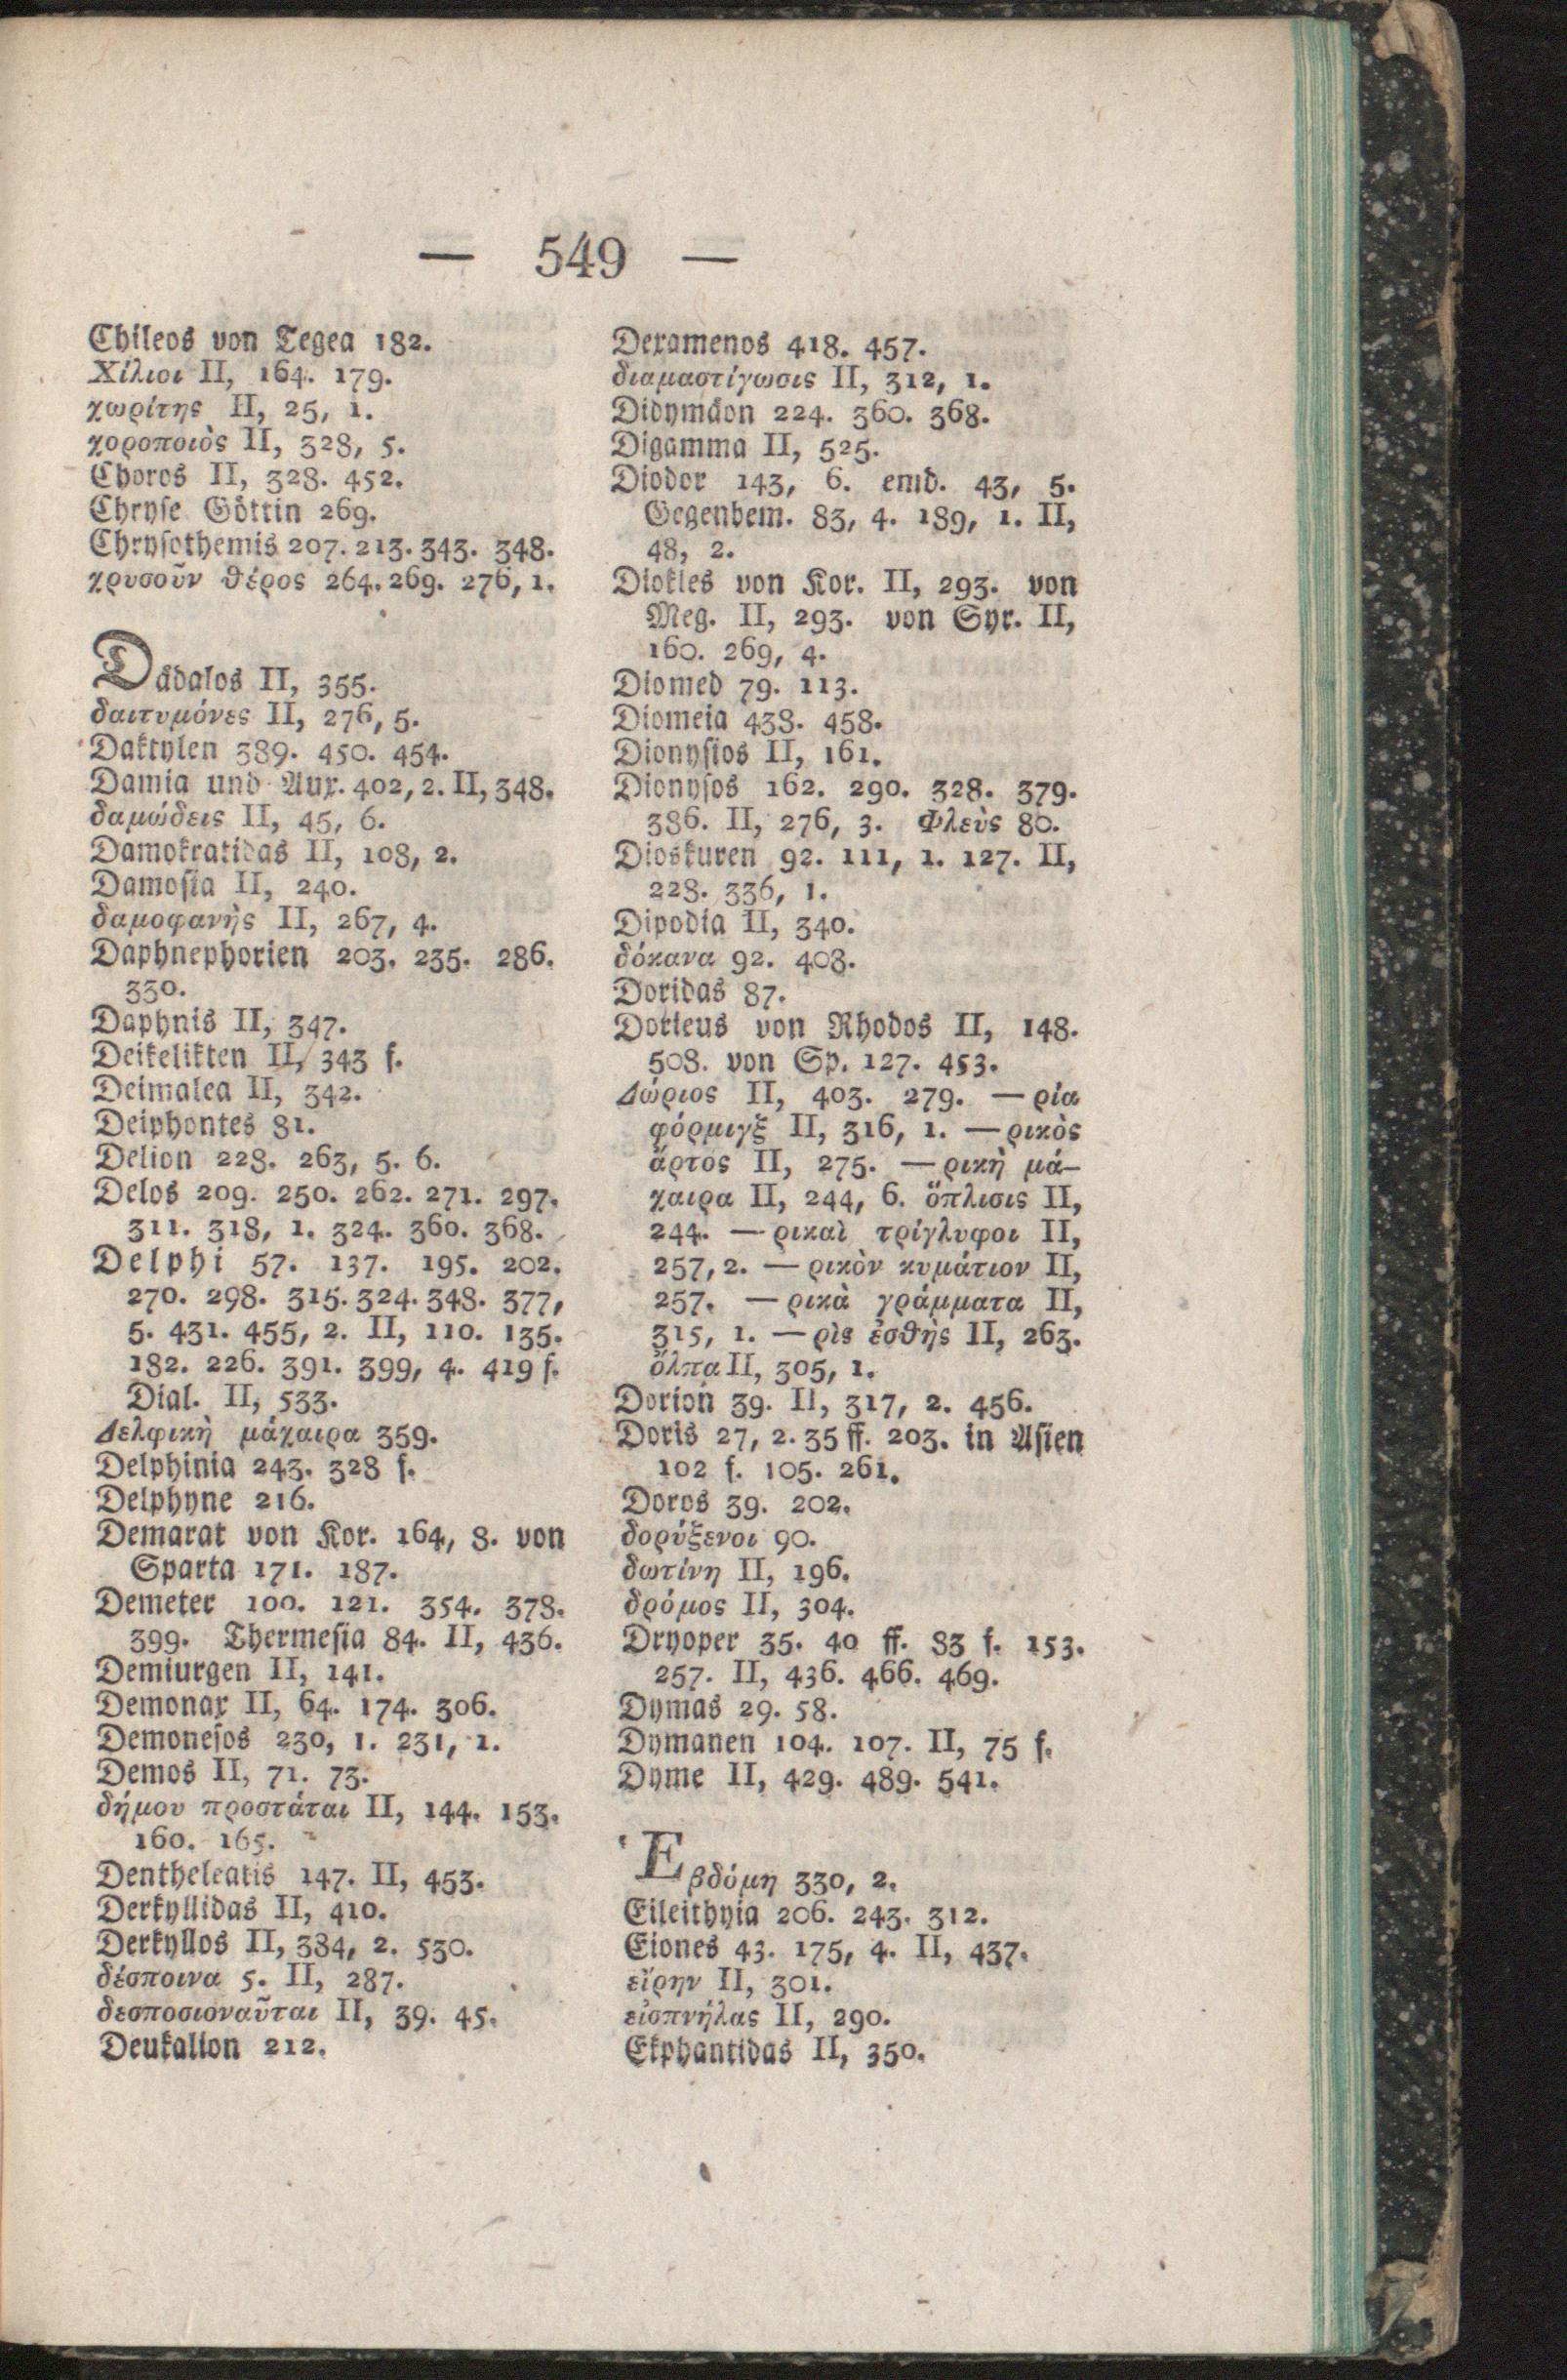 — 549 —
Chileos von Tegea 182.
Χίλιοι II, 164. 179.
χωρίτης II, 25, 1.
χοροποιὸς II, 328, 5.
Choros II, 328. 452.
Chryse Göttin 269.
Chrysothemis 207. 213. 343. 348.
χρυσοῦν θέρος 264. 269. 276, 1.
Dädalos II, 355.
δαιτυμόνες II, 276, 5.
Daktylen 389. 450. 454.
Damia und Aux. 402, 2. II, 348.
δαμώδεις II, 45, 6.
Damokratidas II, 108, 2.
Damosia II, 240.
δαμοφανὴς II, 267, 4.
Daphnephorien 203. 235. 286.
330.
Daphnis II, 347.
Deikelikten II, 343 f.
Deimalea II, 342.
Deiphontes 81.
Delion 228. 263, 5. 6.
Delos 209. 250. 262. 271. 297.
311. 318, 1. 324. 360. 368.
Delphi 57. 137. 195. 202.
270. 298. 315. 324. 348. 377,
5. 431. 455, 2. II, 110. 135.
182. 226. 391. 399, 4. 419 f.
Dial. II, 533.
Δελφικὴ μάχαιρα 359.
Delphinia 243. 328 f.
Delphyne 216.
Demarat von Kor. 164, 8. von
Sparta 171. 187.
Demeter 100. 121. 354. 378.
399. Thermesia 84. II, 436.
Demiurgen II, 141.
Demonax II, 64. 174. 306.
Demonesos 230, 1. 231, 1.
Demos II, 71. 73.
δήμου προστάται II, 144. 153.
160. 165.
Dentheleatis 147. II, 453.
Derkyllidas II, 410.
Derkyllos II, 384, 2. 530.
δέσποινα 5. II, 287.
δεσποσιοναῦται II, 39. 45.
Deukalion 212.
Dexamenos 418. 457.
διαμαστίγωσις II, 312, 1.
Didymäon 224. 360. 368.
Digamma II, 525.
Diodor 143, 6. emd. 43, 5.
Gegenbem. 83, 4. 189, 1. II,
48, 2.
Diokles von Kor. II, 293. von
Meg. II, 293. von Syr. II,
160. 269, 4.
Diomed 79. 113.
Diomeia 438. 458.
Dionysios II, 161.
Dionysos 162. 290. 328. 379.
386. II, 276, 3. Φλεὺς 80.
Dioskuren 92. 111, 1. 127. II,
228. 336, 1.
Dipodia II, 340.
δόκανα 92. 408.
Doridas 87.
Dorieus von Rhodos II, 148.
508. von Sp. 127. 453.
Δώριος II, 403. 279. — ρία
φόρμιγξ II, 316, 1. — ρικὸς
ἄρτος II, 275. — ρικὴ μά-
χαιρα II, 244, 6. ὅπλισις II,
244. — ρικαὶ τρίγλυφοι II,
257, 2. — ρικὸν κυμάτιον II,
257. — ρικὰ γράμματα II,
315, 1. — ρὶς ἐσθὴς II, 263.
ὄλπα II, 305, 1.
Dorion 39. II, 317, 2. 456.
Doris 27, 2. 35 ff. 203. in Asien
102 f. 105. 261.
Doros 39. 202.
δορύξενοι 90.
δωτίνη II, 196.
δρόμος II, 304.
Dryoper 35. 40 ff. 83 f. 153.
257. II, 436. 466. 469.
Dymas 29. 58.
Dymanen 104. 107. II, 75 f.
Dyme II, 429. 489. 541.
Ἑβδόμη 330, 2.
Eileithyia 206. 243. 312.
Eiones 43. 175, 4. II, 437.
εἴρην II, 301.
εἰσπνήλας II, 290.
Ekphantidas II, 350.